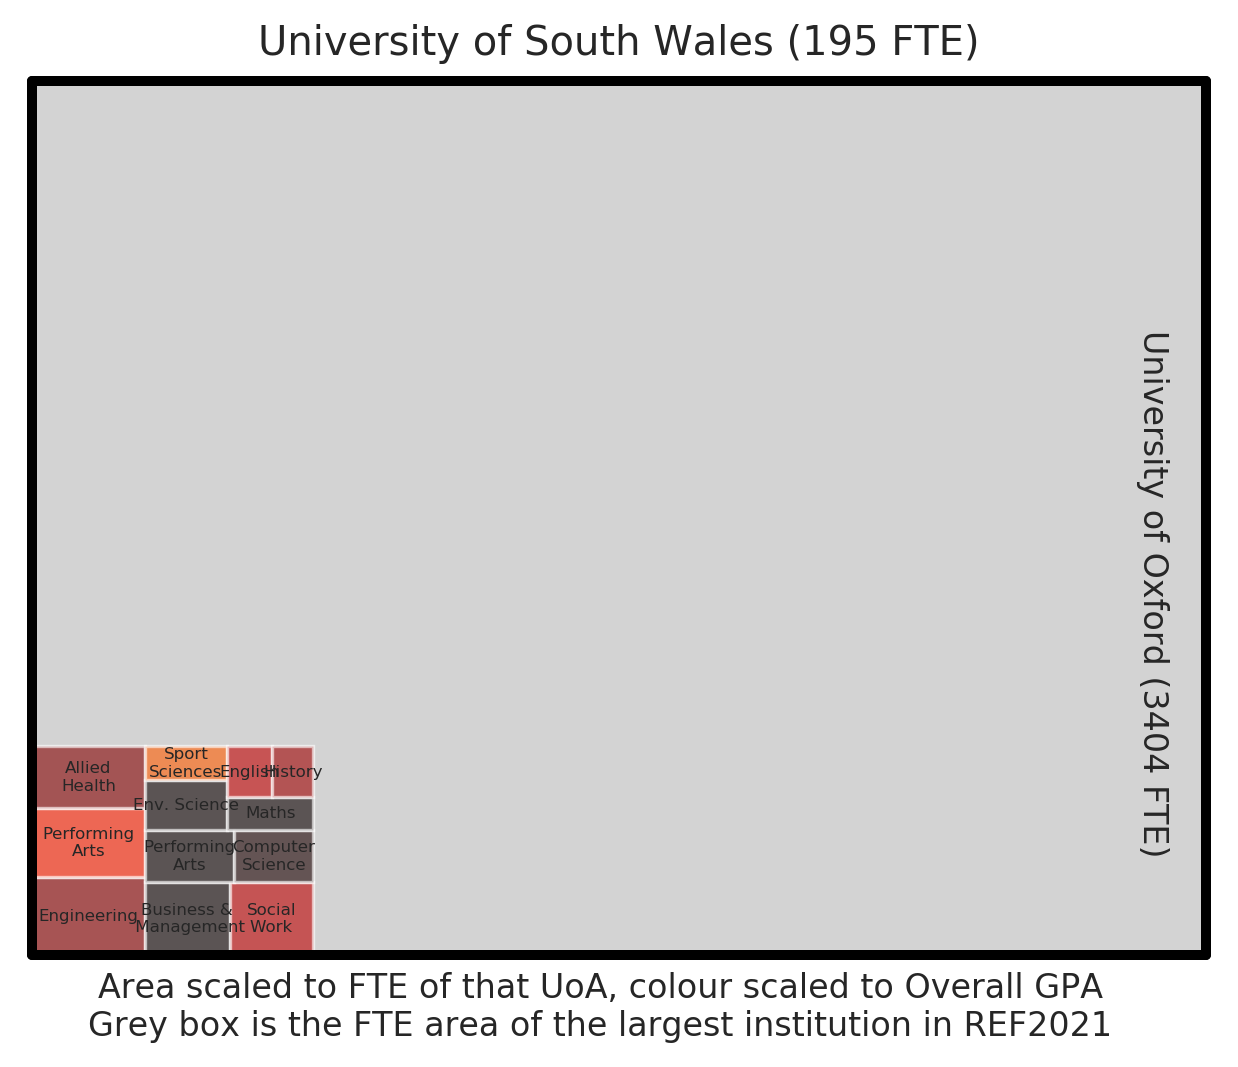 University of South Wales (195 FTE)
University of Oxford (3404 FTE)
Allied
Health
Sport
Sciences
English
History
Env. Science
Maths
Performing
Arts
Performing
Arts
Computer
Science
Engineering
Business &
Management
Social
Work
Area scaled to FTE of that UoA, colour scaled to Overall GPA
Grey box is the FTE area of the largest institution in REF2021